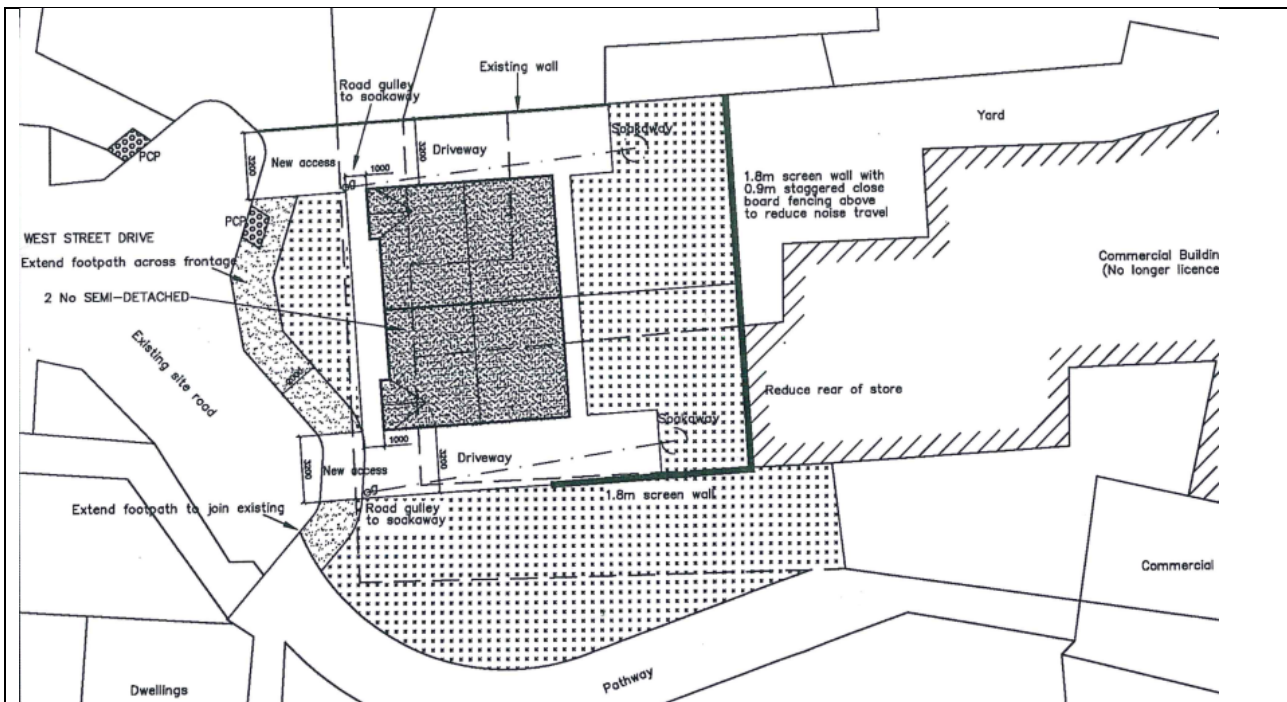 Existing wall
Road gulley
to soakaway
Soakaway
Yard
PCP
New access
Driveway
3200
3200
1000
1.8m screen wall with
0.9m staggered close
board fencing above
to reduce noise travel
PCP
WEST STREET DRIVE
Extend footpath across frontage
Commercial Buildin
(No longer licence
2 No SEMI-DETACHED
Existing site road
2000
Reduce rear of store
Soakaway
1000
New access
Driveway
3200
3200
1.8m screen wall
Extend footpath to join existing
Road gulley
to soakaway
Commercial
Pathway
Dwellings